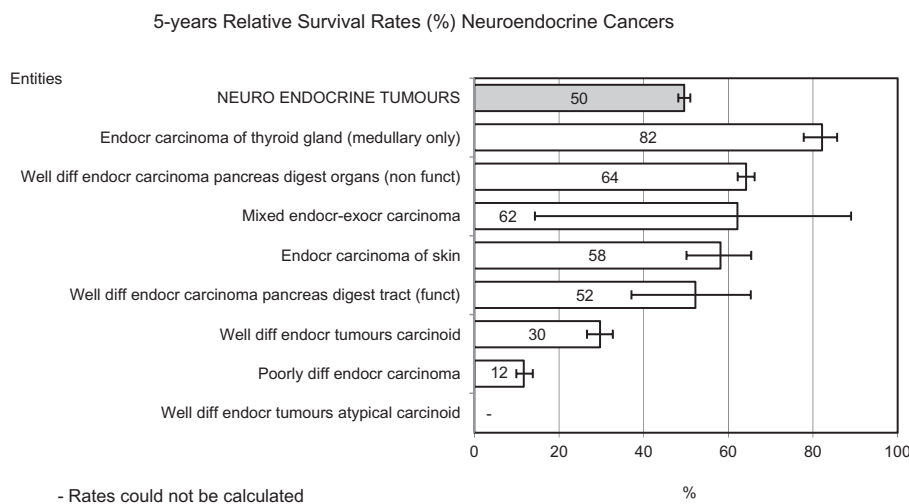 5-years Relative Survival Rates (%) Neuroendocrine Cancers
Entities
NEURO ENDOCRINE TUMOURS 50
Endocr carcinoma of thyroid gland (medullary only) 82
Well diff endocr carcinoma pancreas digest organs (non funct) 64
Mixed endocr-exocr carcinoma 62
Endocr carcinoma of skin 58
Well diff endocr carcinoma pancreas digest tract (funct) 52
Well diff endocr tumours carcinoid 30
Poorly diff endocr carcinoma 12
Well diff endocr tumours atypical carcinoid -
0 20 40 60 80 100
- Rates could not be calculated %